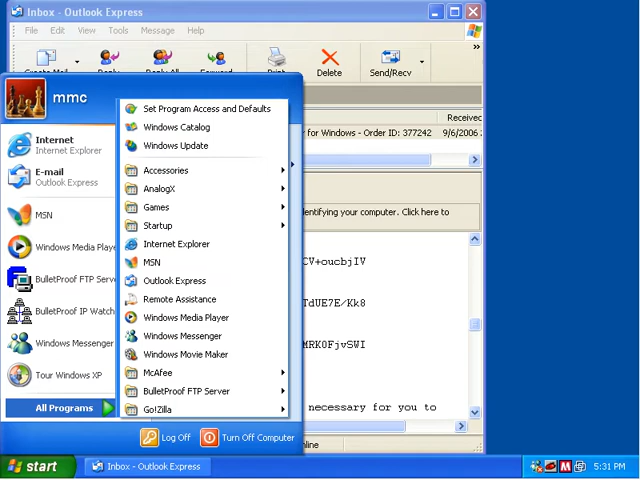 Inbox - Outlook Express
File Edit View Tools Message Help
Create Mail Reply Reply All Forward Print Delete Send/Recv
mmc
Received
for Windows - Order ID: 377242 9/6/2006
Internet
Internet Explorer
E-mail
Outlook Express
MSN
Windows Media Playe
BulletProof FTP Serve
BulletProof IP Watch
Windows Messenger
Tour Windows XP
All Programs
Set Program Access and Defaults
Windows Catalog
Windows Update
Accessories
AnalogX
Games
Startup
Internet Explorer
MSN
Outlook Express
Remote Assistance
Windows Media Player
Windows Messenger
Windows Movie Maker
McAfee
BulletProof FTP Server
Go!Zilla
identifying your computer. Click here to
CV+oucbjIV
TdUE7E/Kk8
MRK0FjvSWI
necessary for you to
nline
Log Off Turn Off Computer
start Inbox - Outlook Express 5:31 PM